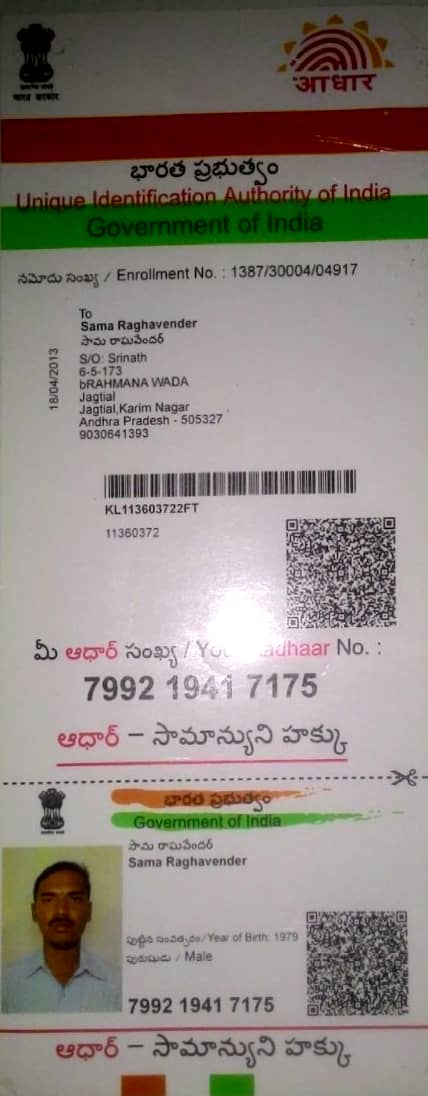 भारत सरकार
आधार
భారత ప్రభుత్వం
Unique Identification Authority of India
Government of India
నమోదు సంఖ్య / Enrollment No. : 1387/30004/04917
18/04/2013
To
Sama Raghavender
సామ రాఘవేందర్
S/O: Srinath
6-5-173
bRAHMANA WADA
Jagtial
Jagtial,Karim Nagar
Andhra Pradesh - 505327
9030641393
KL113603722FT
11360372
మీ ఆధార్ సంఖ్య / Your Aadhaar No. :
7992 1941 7175
ఆధార్ – సామాన్యుని హక్కు
భారత ప్రభుత్వం
Government of India
సామ రాఘవేందర్
Sama Raghavender
పుట్టిన సంవత్సరం/Year of Birth: 1979
పురుషుడు / Male
7992 1941 7175
ఆధార్ – సామాన్యుని హక్కు